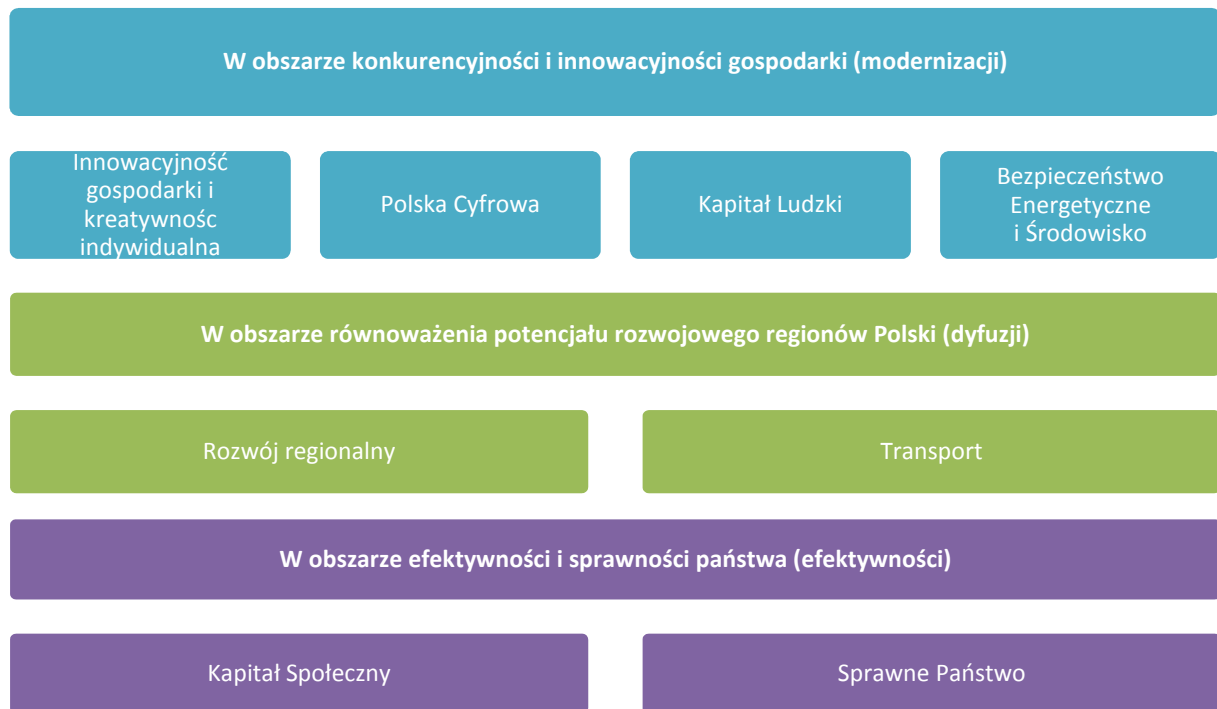 W obszarze konkurencyjności i innowacyjności gospodarki (modernizacji)
Innowacyjność
gospodarki i
kreatywnośc
indywidualna
Polska Cyfrowa
Kapitał Ludzki
Bezpieczeństwo
Energetyczne
i Środowisko
W obszarze równoważenia potencjału rozwojowego regionów Polski (dyfuzji)
Rozwój regionalny
Transport
W obszarze efektywności i sprawności państwa (efektywności)
Kapitał Społeczny
Sprawne Państwo